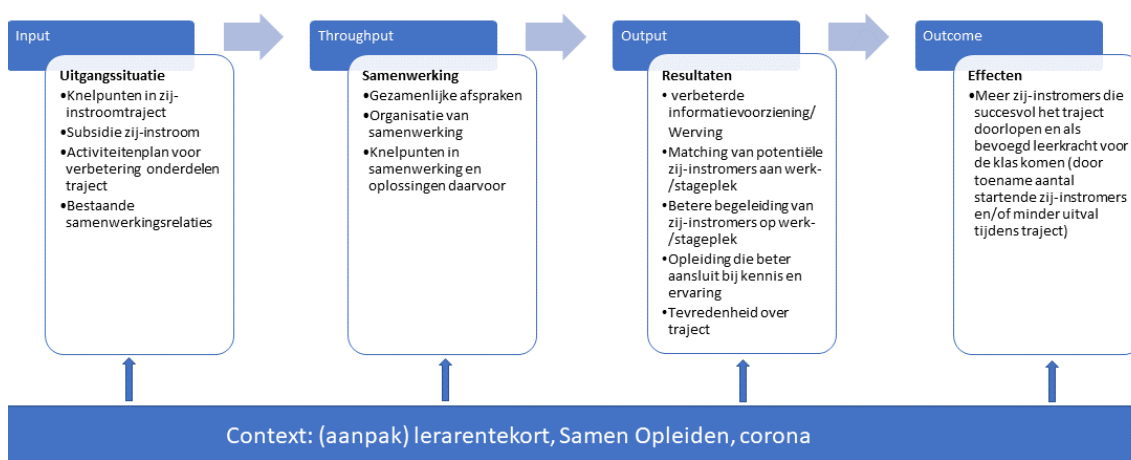 Input
Uitgangssituatie
•Knelpunten in zij-
instroomtraject
•Subsidie zij-instroom
•Activiteitenplan voor
verbetering onderdelen
traject
•Bestaande
samenwerkingsrelaties
Throughput
Samenwerking
•Gezamenlijke afspraken
•Organisatie van
samenwerking
•Knelpunten in
samenwerking en
oplossingen daarvoor
Output
Resultaten
• verbeterde
informatievoorziening/
Werving
•Matching van potentiële
zij-instromers aan werk-
/stageplek
•Betere begeleiding van
zij-instromers op werk-
/stageplek
•Opleiding die beter
aansluit bij kennis en
ervaring
•Tevredenheid over
traject
Outcome
Effecten
•Meer zij-instromers die
succesvol het traject
doorlopen en als
bevoegd leerkracht voor
de klas komen (door
toename aantal
startende zij-instromers
en/of minder uitval
tijdens traject)
Context: (aanpak) lerarentekort, Samen Opleiden, corona